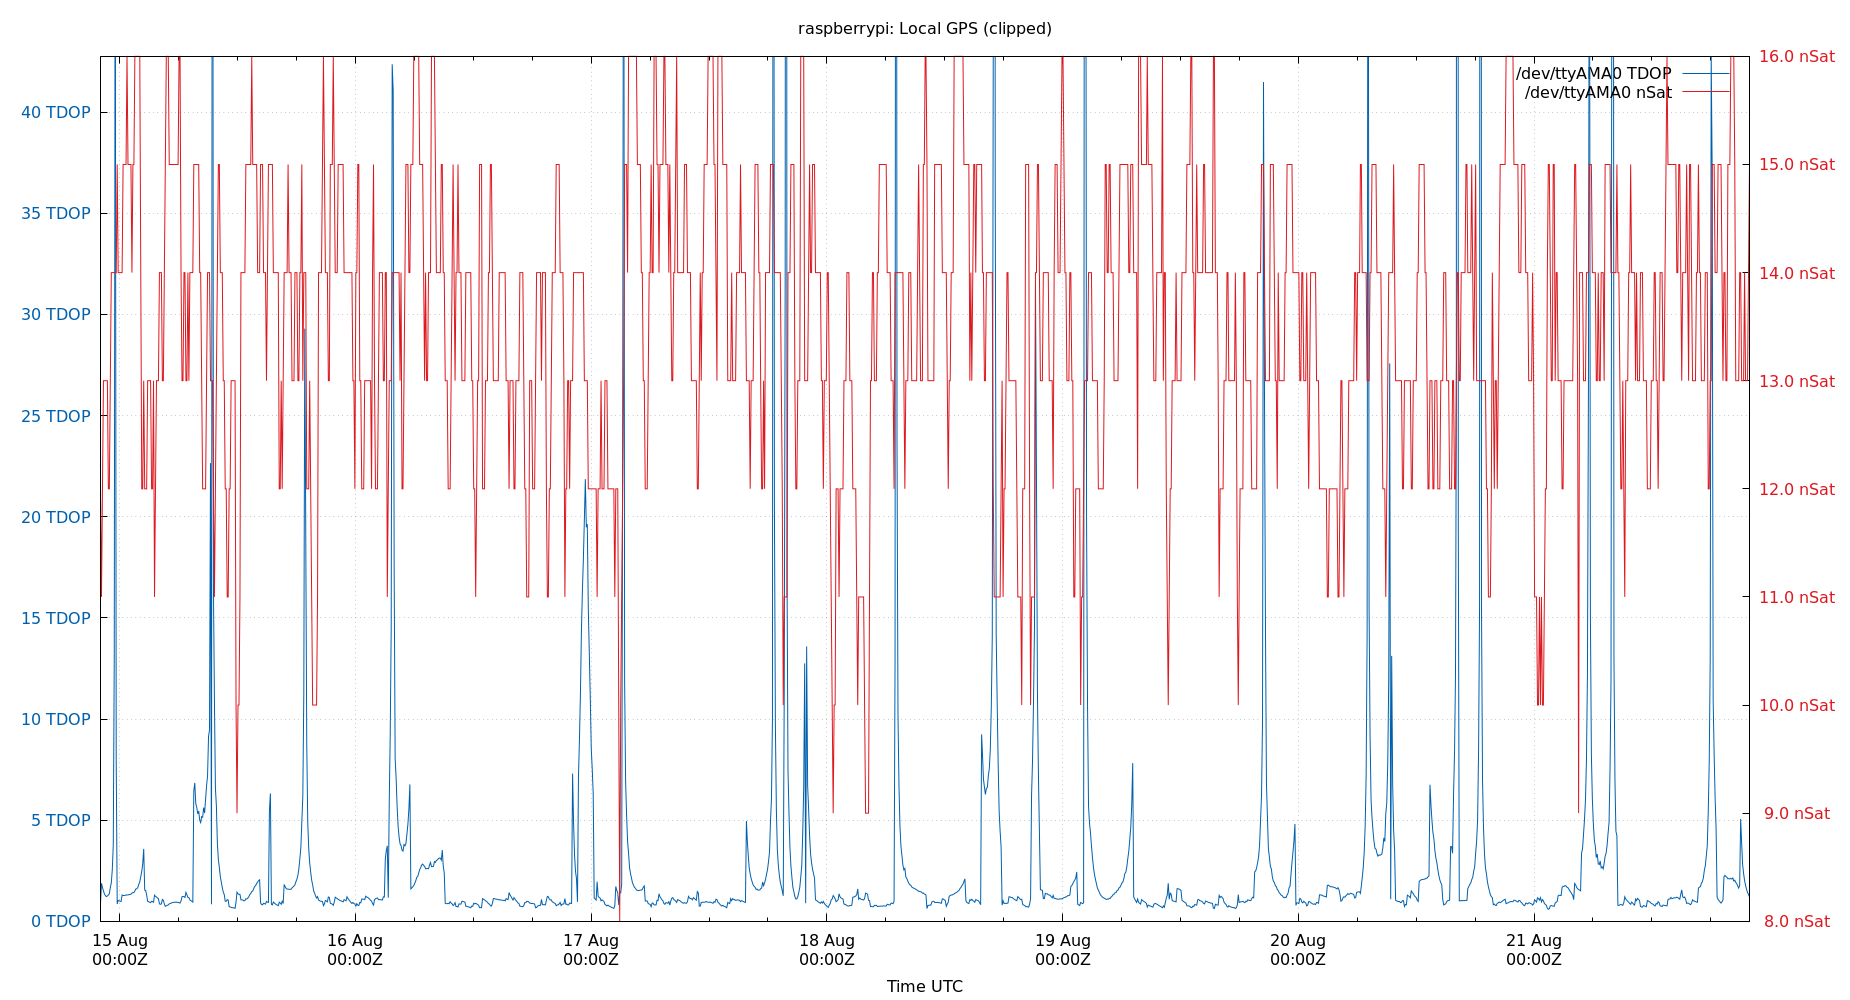 raspberrypi: Local GPS (clipped)
/dev/ttyAMA0 TDOP
/dev/ttyAMA0 nSat
40 TDOP
35 TDOP
30 TDOP
25 TDOP
20 TDOP
15 TDOP
10 TDOP
5 TDOP
0 TDOP
16.0 nSat
15.0 nSat
14.0 nSat
13.0 nSat
12.0 nSat
11.0 nSat
10.0 nSat
9.0 nSat
8.0 nSat
15 Aug
00:00Z
16 Aug
00:00Z
17 Aug
00:00Z
18 Aug
00:00Z
19 Aug
00:00Z
20 Aug
00:00Z
21 Aug
00:00Z
Time UTC